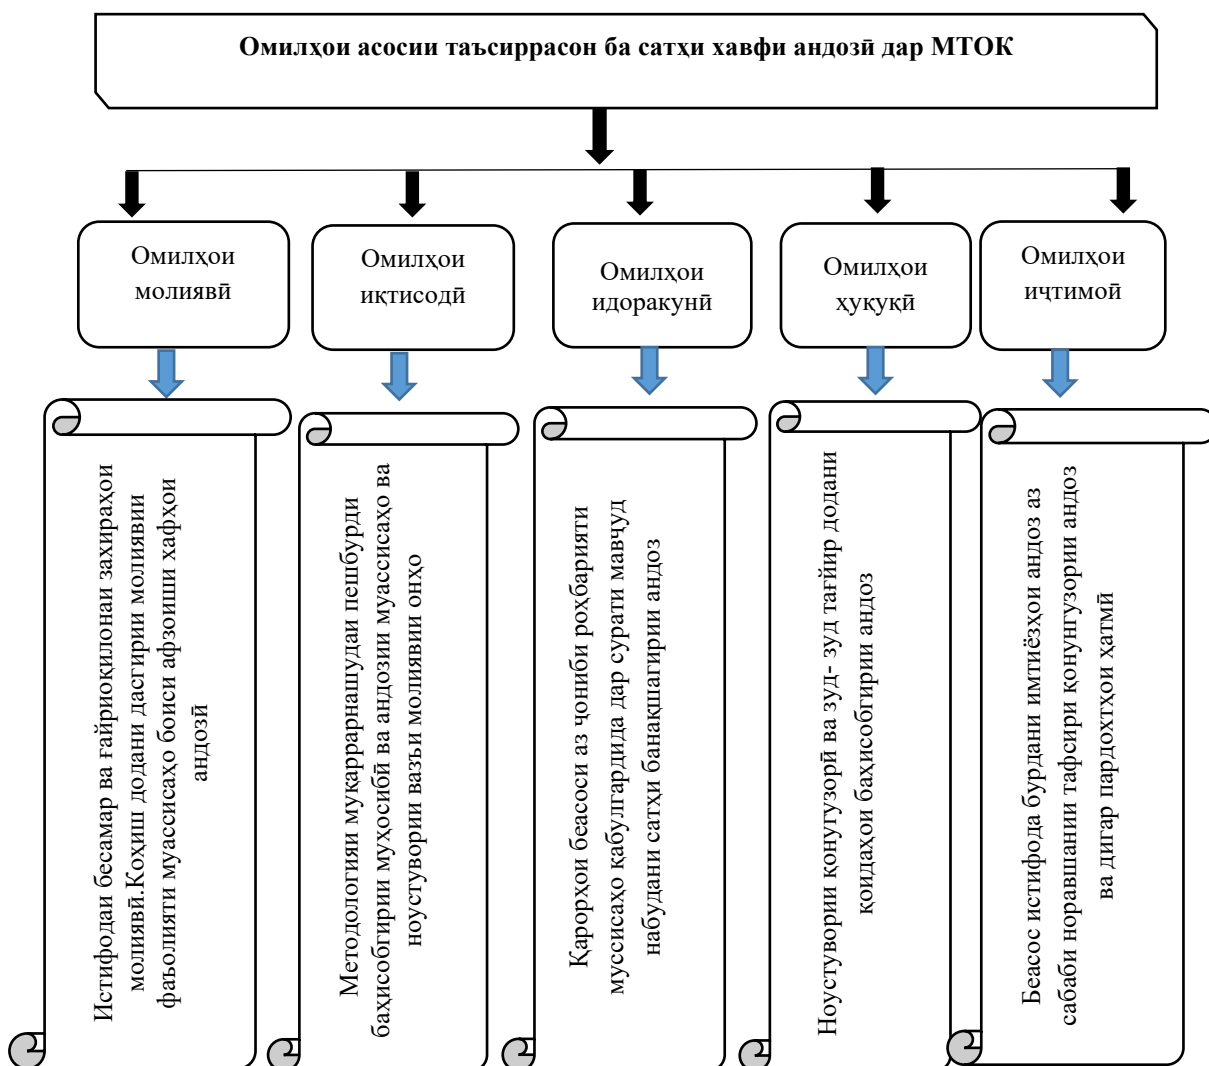 Омилҳои асосии таъсиррасон ба сатҳи хавфи андозӣ дар МТОК
Омилҳои
молиявӣ
Омилҳои
иқтисодӣ
Омилҳои
идоракунӣ
Омилҳои
ҳуқуқӣ
Омилҳои
иҷтимоӣ
Истифодаи бесамар ва ғайриоқилонаи захираҳои
молиявӣ.Коҳиш додани дасгирии молиявии
фаъолияти муассисаҳо боиси афзоиши хафҳои
андозӣ
Методологияи муқаррарнашудаи пешбурди
баҳисобгирии муҳосибӣ ва андозии муассисаҳо ва
ноустувории вазъи молиявии онҳо
Қарорҳои беасоси аз ҷониби роҳбарияти
муссисаҳо қабулгардида дар сурати мавҷуд
набудани сатҳи банақшагирии андоз
Ноустувории қонугузорӣ ва зуд- зуд тағйир додани
қоидаҳои баҳисобгирии андоз
Беасос истифода бурдани имтиёзҳои андоз аз
сабаби норавшании тафсири қонунгузории андоз
ва дигар пардохтҳои ҳатмӣ